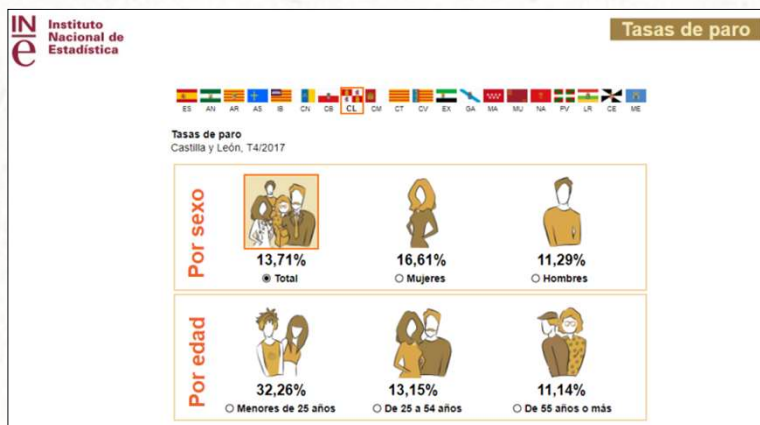 INe Instituto
Nacional de
Estadística
Tasas de paro
ES AN AR AS IB CN CB CL CM CT CV EX GA MA MU NA PV LR CE ME
Tasas de paro
Castilla y León, T4/2017
Por sexo
13,71% 16,61% 11,29%
Total Mujeres Hombres
Por edad
32,26% 13,15% 11,14%
Menores de 25 años De 25 a 54 años De 55 años o más